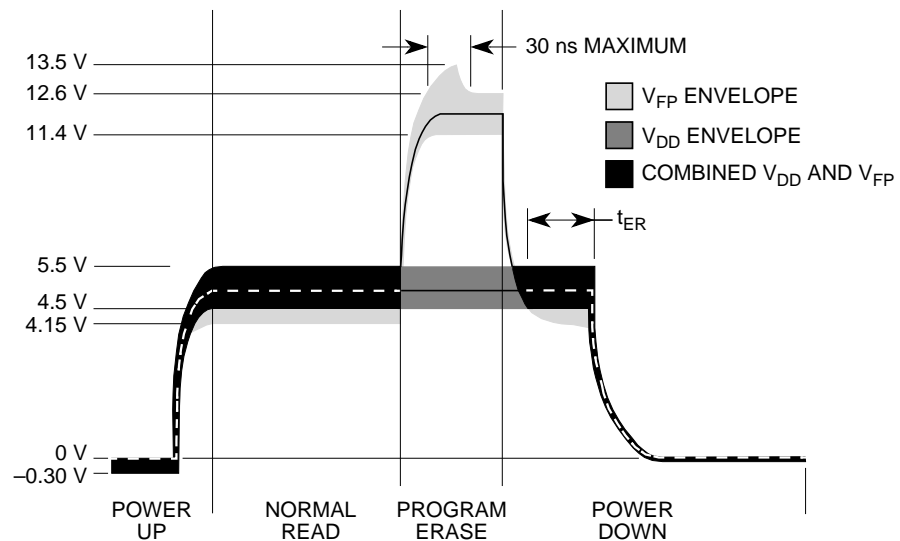 30 ns MAXIMUM
13.5 V
12.6 V
11.4 V
V_FP ENVELOPE
V_DD ENVELOPE
COMBINED V_DD AND V_FP
t_ER
5.5 V
4.5 V
4.15 V
0 V
–0.30 V
POWER UP
NORMAL READ
PROGRAM ERASE
POWER DOWN